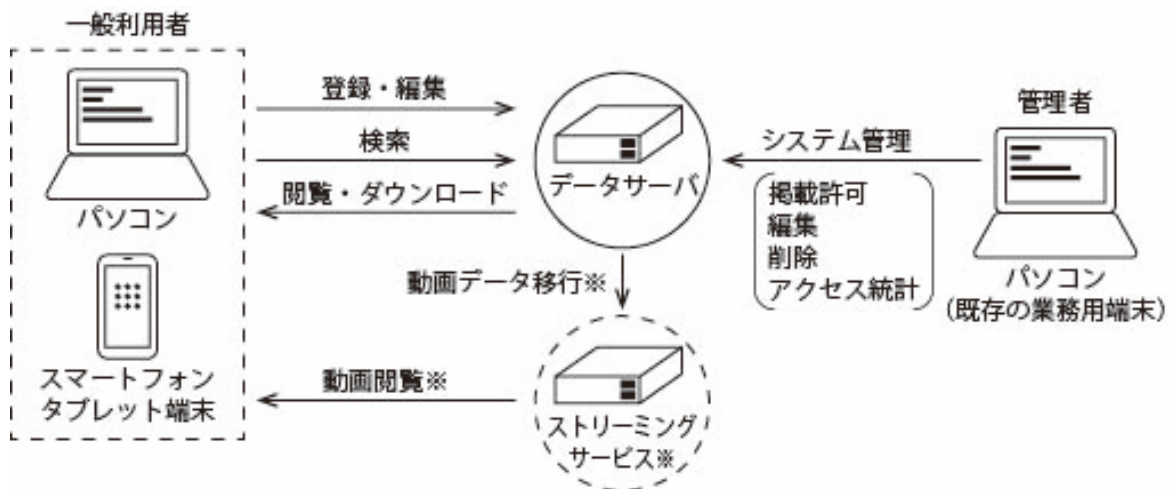 一般利用者
パソコン
スマートフォン
タブレット端末
登録・編集
検索
閲覧・ダウンロード
データサーバ
動画データ移行※
動画閲覧※
ストリーミング
サービス※
システム管理
掲載許可
編集
削除
アクセス統計
管理者
パソコン
(既存の業務用端末)